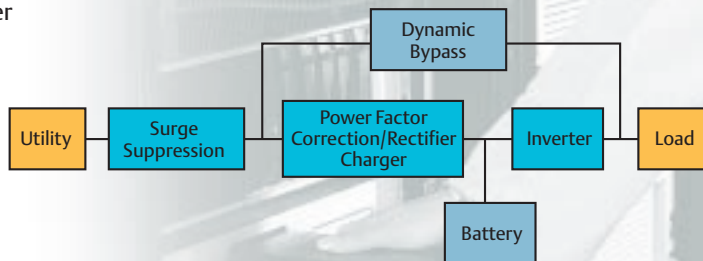 er
Dynamic
Bypass
Utility
Surge
Suppression
Power Factor
Correction/Rectifier
Charger
Inverter
Load
Battery